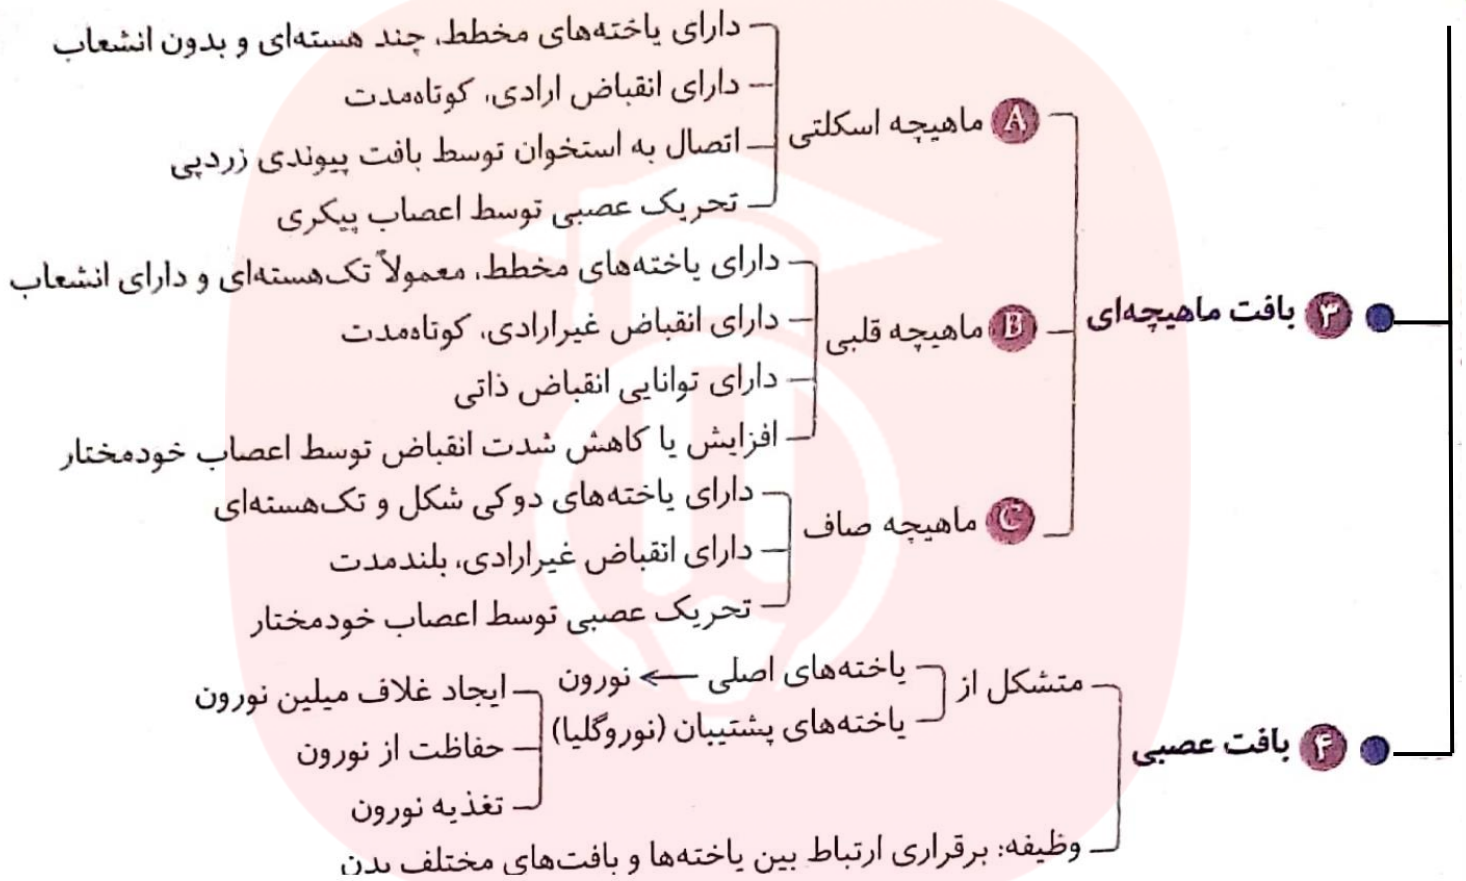 ۳ بافت ماهیچه‌ای
A ماهیچه اسکلتی
دارای یاخته‌های مخطط، چند هسته‌ای و بدون انشعاب
دارای انقباض ارادی، کوتاه‌مدت
اتصال به استخوان توسط بافت پیوندی زردپی
تحریک عصبی توسط اعصاب پیکری
B ماهیچه قلبی
دارای یاخته‌های مخطط، معمولاً تک‌هسته‌ای و دارای انشعاب
دارای انقباض غیرارادی، کوتاه‌مدت
دارای توانایی انقباض ذاتی
افزایش یا کاهش شدت انقباض توسط اعصاب خودمختار
C ماهیچه صاف
دارای یاخته‌های دوکی شکل و تک‌هسته‌ای
دارای انقباض غیرارادی، بلندمدت
تحریک عصبی توسط اعصاب خودمختار
۴ بافت عصبی
متشکل از
یاخته‌های اصلی ← نورون
یاخته‌های پشتیبان (نوروگلیا)
ایجاد غلاف میلین نورون
حفاظت از نورون
تغذیه نورون
وظیفه: برقراری ارتباط بین یاخته‌ها و بافت‌های مختلف بدن